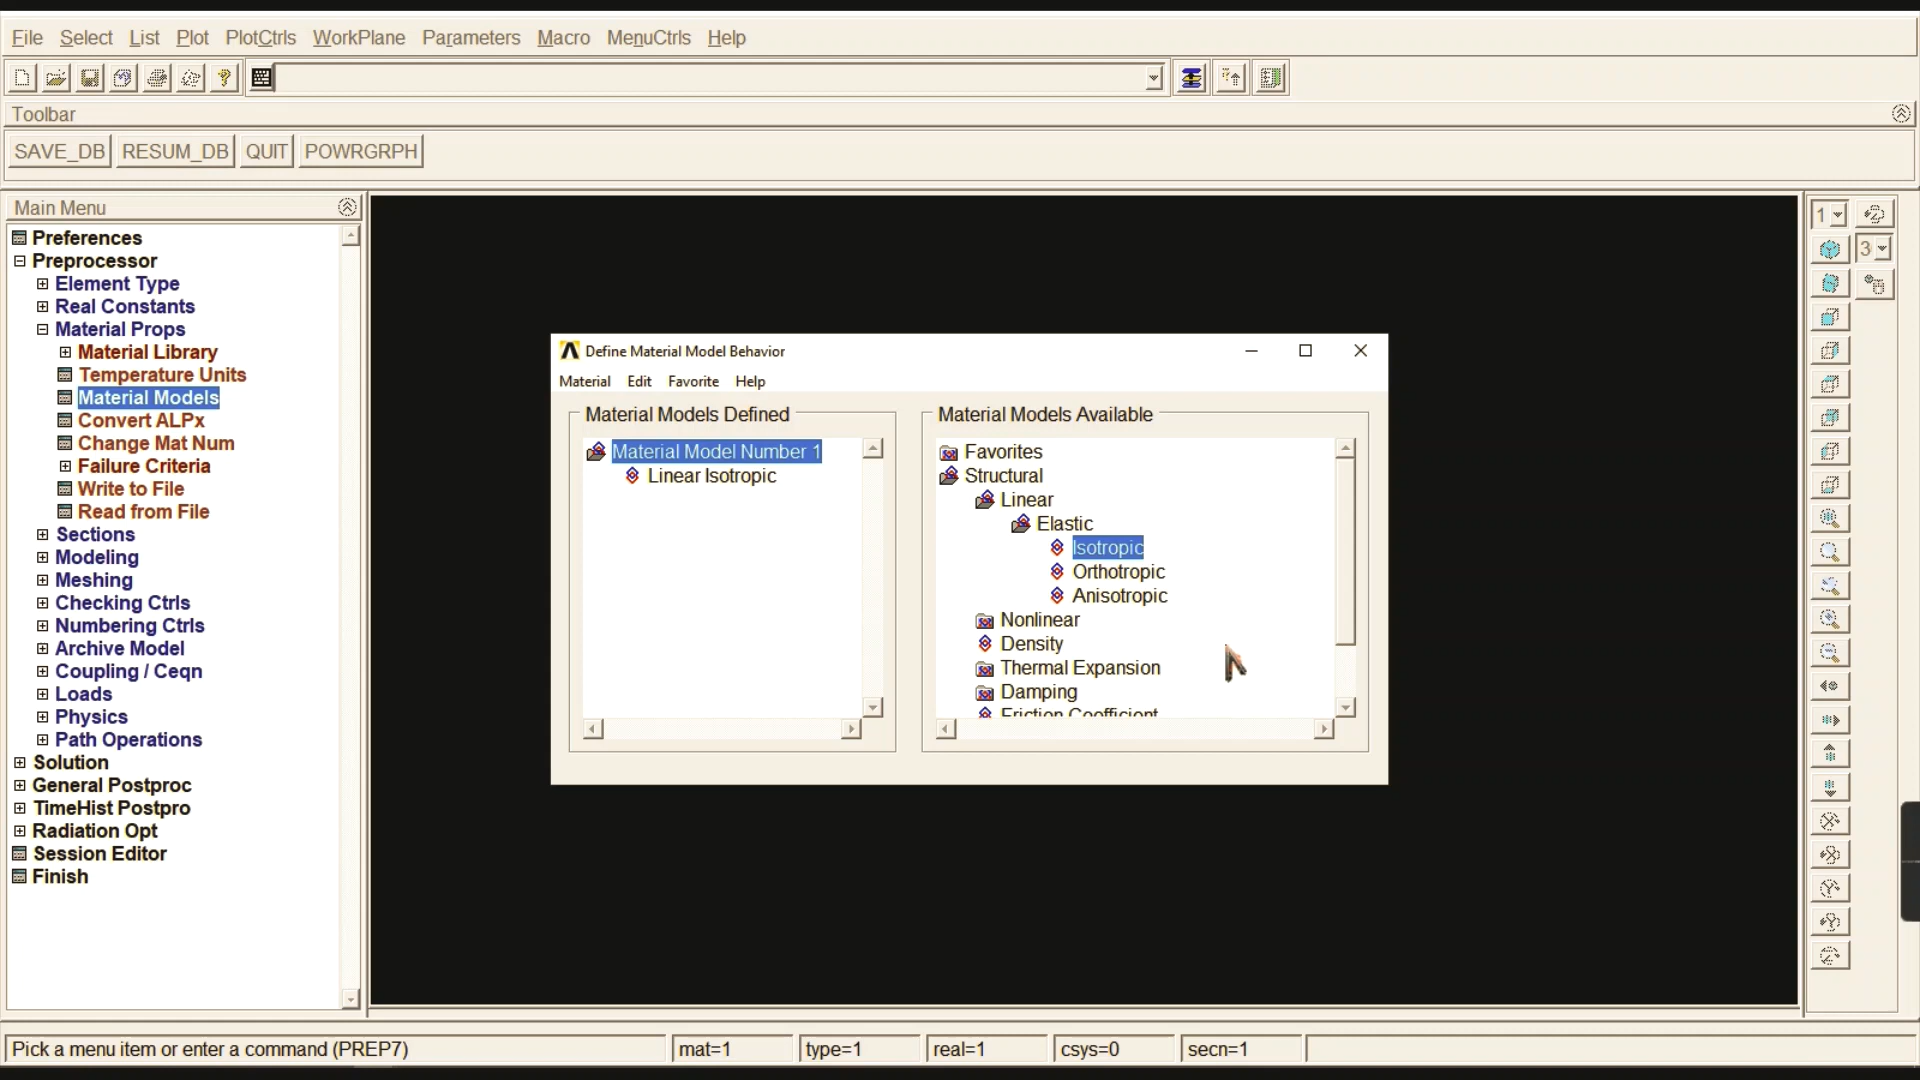 File Select List Plot PlotCtrls WorkPlane Parameters Macro MenuCtrls Help
Toolbar
SAVE_DB RESUM_DB QUIT POWRGRPH
Main Menu
Preferences
Preprocessor
Element Type
Real Constants
Material Props
Material Library
Temperature Units
Material Models
Convert ALPx
Change Mat Num
Failure Criteria
Write to File
Read from File
Sections
Modeling
Meshing
Checking Ctrls
Numbering Ctrls
Archive Model
Coupling / Ceqn
Loads
Physics
Path Operations
Solution
General Postproc
TimeHist Postpro
Radiation Opt
Session Editor
Finish
Define Material Model Behavior
Material Edit Favorite Help
Material Models Defined
Material Model Number 1
Linear Isotropic
Material Models Available
Favorites
Structural
Linear
Elastic
Isotropic
Orthotropic
Anisotropic
Nonlinear
Density
Thermal Expansion
Damping
Friction Coefficient
1
3
Pick a menu item or enter a command (PREP7) mat=1 type=1 real=1 csys=0 secn=1